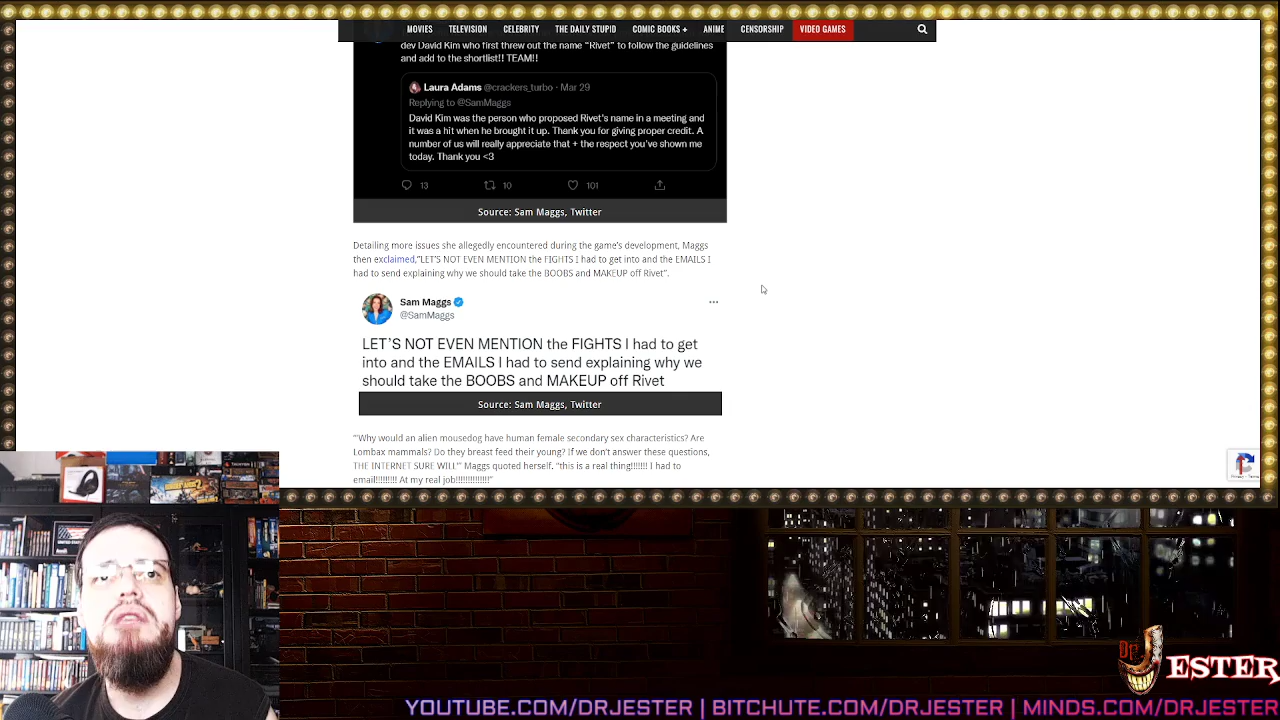 MOVIES TELEVISION CELEBRITY THE DAILY STUPID COMIC BOOKS + ANIME CENSORSHIP VIDEO GAMES
dev David Kim who first threw out the name “Rivet” to follow the guidelines
and add to the shortlist!! TEAM!!
Laura Adams @crackers_turbo · Mar 29
Replying to @SamMaggs
David Kim was the person who proposed Rivet's name in a meeting and
it was a hit when he brought it up. Thank you for giving proper credit. A
number of us will really appreciate that + the respect you've shown me
today. Thank you <3
13 10 101
Source: Sam Maggs, Twitter
Detailing more issues she allegedly encountered during the game's development, Maggs
then exclaimed,“LET'S NOT EVEN MENTION the FIGHTS I had to get into and the EMAILS I
had to send explaining why we should take the BOOBS and MAKEUP off Rivet”.
Sam Maggs
@SamMaggs
LET'S NOT EVEN MENTION the FIGHTS I had to get
into and the EMAILS I had to send explaining why we
should take the BOOBS and MAKEUP off Rivet
Source: Sam Maggs, Twitter
“'Why would an alien mousedog have human female secondary sex characteristics? Are
Lombax mammals? Do they breast feed their young? If we don't answer these questions,
THE INTERNET SURE WILL'” Maggs quoted herself. “this is a real thing!!!!!!! I had to
email!!!!!!!!! At my real job!!!!!!!!!!!!!”
Dr.
JESTER
YOUTUBE.COM/DRJESTER | BITCHUTE.COM/DRJESTER | MINDS.COM/DRJESTER